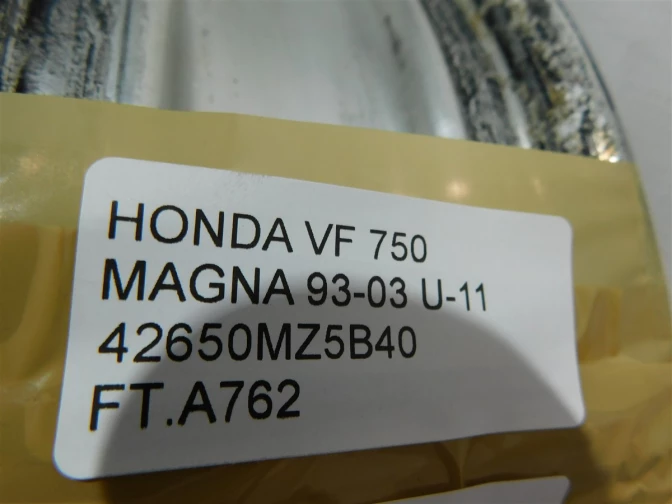 HONDA VF 750
MAGNA 93-03 U-11
42650MZ5B40
FT.A762